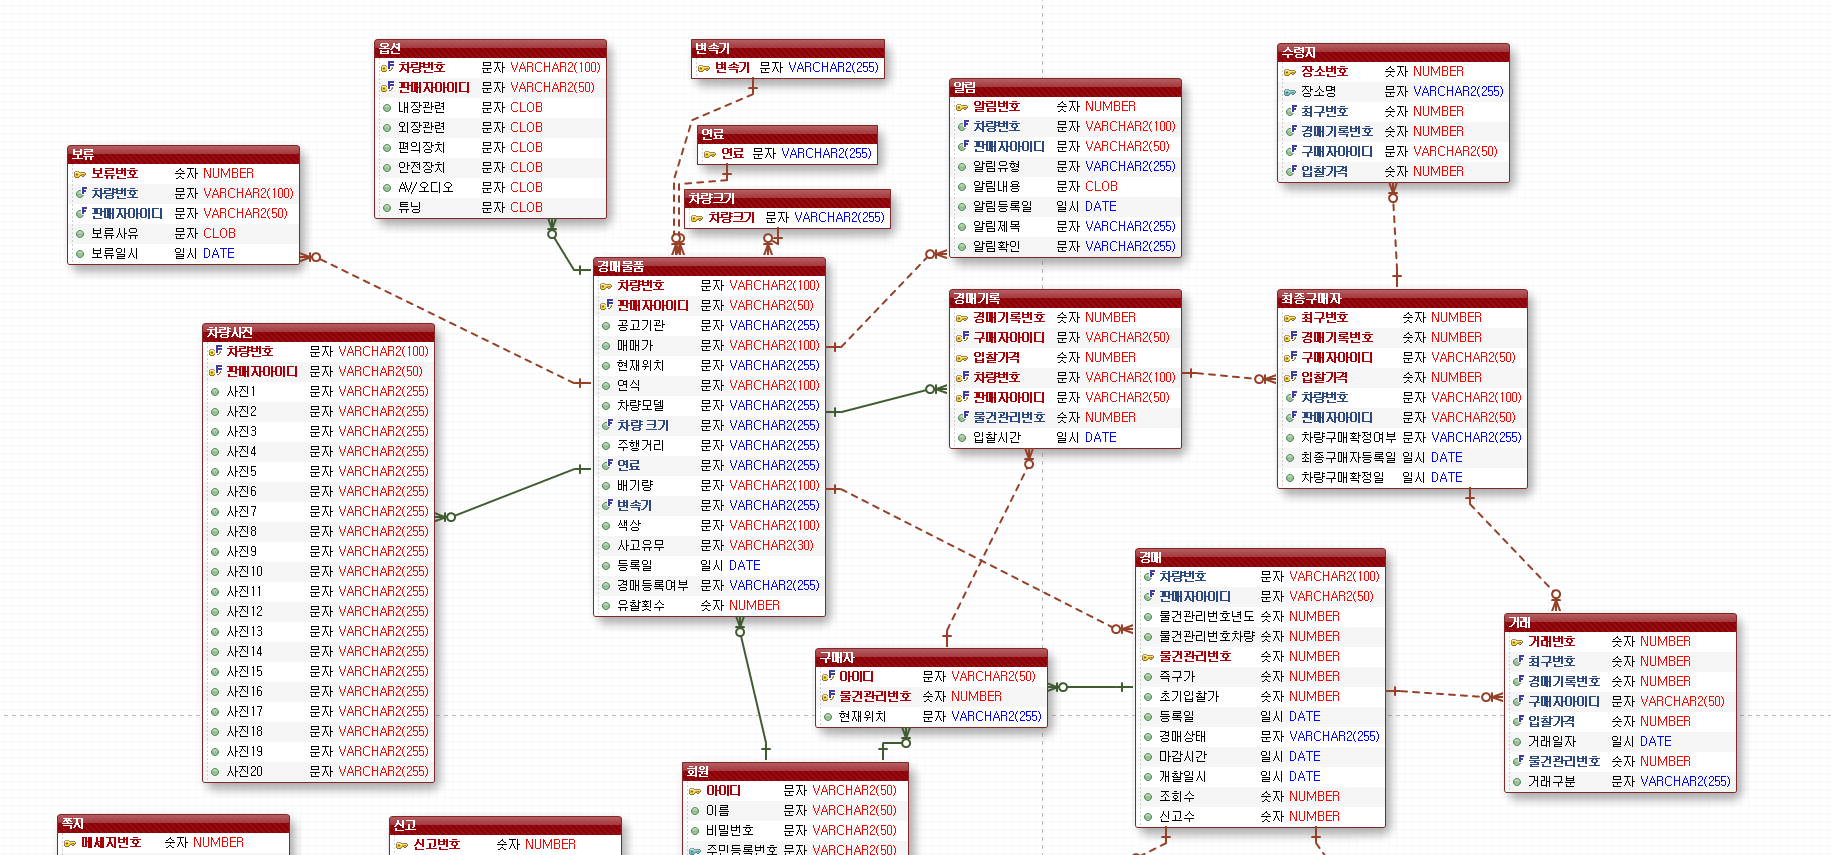 옵션
차량번호 문자 VARCHAR2(100)
판매자아이디 문자 VARCHAR2(50)
내장관련 문자 CLOB
외장관련 문자 CLOB
편의장치 문자 CLOB
안전장치 문자 CLOB
AV/오디오 문자 CLOB
튜닝 문자 CLOB
변속기
변속기 문자 VARCHAR2(255)
연료
연료 문자 VARCHAR2(255)
차량크기
차량크기 문자 VARCHAR2(255)
알림
알림번호 숫자 NUMBER
차량번호 문자 VARCHAR2(100)
판매자아이디 문자 VARCHAR2(50)
알림유형 문자 VARCHAR2(255)
알림내용 문자 CLOB
알림등록일 일시 DATE
알림제목 문자 VARCHAR2(255)
알림확인 문자 VARCHAR2(255)
수령지
장소번호 숫자 NUMBER
장소명 문자 VARCHAR2(255)
최구번호 숫자 NUMBER
경매기록번호 숫자 NUMBER
구매자아이디 문자 VARCHAR2(50)
입찰가격 숫자 NUMBER
보류
보류번호 숫자 NUMBER
차량번호 문자 VARCHAR2(100)
판매자아이디 문자 VARCHAR2(50)
보류사유 문자 CLOB
보류일시 일시 DATE
경매물품
차량번호 문자 VARCHAR2(100)
판매자아이디 문자 VARCHAR2(50)
공고기관 문자 VARCHAR2(255)
매매가 문자 VARCHAR2(100)
현재위치 문자 VARCHAR2(255)
연식 문자 VARCHAR2(100)
차량모델 문자 VARCHAR2(255)
차량 크기 문자 VARCHAR2(255)
주행거리 문자 VARCHAR2(255)
연료 문자 VARCHAR2(255)
배기량 문자 VARCHAR2(100)
변속기 문자 VARCHAR2(255)
색상 문자 VARCHAR2(100)
사고유무 문자 VARCHAR2(30)
등록일 일시 DATE
경매등록여부 문자 VARCHAR2(255)
유찰횟수 숫자 NUMBER
경매기록
경매기록번호 숫자 NUMBER
구매자아이디 문자 VARCHAR2(50)
입찰가격 숫자 NUMBER
차량번호 문자 VARCHAR2(100)
판매자아이디 문자 VARCHAR2(50)
물건관리번호 숫자 NUMBER
입찰시간 일시 DATE
최종구매자
최구번호 숫자 NUMBER
경매기록번호 숫자 NUMBER
구매자아이디 문자 VARCHAR2(50)
입찰가격 숫자 NUMBER
차량번호 문자 VARCHAR2(100)
판매자아이디 문자 VARCHAR2(50)
차량구매확정여부 문자 VARCHAR2(255)
최종구매자등록일 일시 DATE
차량구매확정일 일시 DATE
차량사진
차량번호 문자 VARCHAR2(100)
판매자아이디 문자 VARCHAR2(50)
사진1 문자 VARCHAR2(255)
사진2 문자 VARCHAR2(255)
사진3 문자 VARCHAR2(255)
사진4 문자 VARCHAR2(255)
사진5 문자 VARCHAR2(255)
사진6 문자 VARCHAR2(255)
사진7 문자 VARCHAR2(255)
사진8 문자 VARCHAR2(255)
사진9 문자 VARCHAR2(255)
사진10 문자 VARCHAR2(255)
사진11 문자 VARCHAR2(255)
사진12 문자 VARCHAR2(255)
사진13 문자 VARCHAR2(255)
사진14 문자 VARCHAR2(255)
사진15 문자 VARCHAR2(255)
사진16 문자 VARCHAR2(255)
사진17 문자 VARCHAR2(255)
사진18 문자 VARCHAR2(255)
사진19 문자 VARCHAR2(255)
사진20 문자 VARCHAR2(255)
구매자
아이디 문자 VARCHAR2(50)
물건관리번호 숫자 NUMBER
현재위치 문자 VARCHAR2(255)
경매
차량번호 문자 VARCHAR2(100)
판매자아이디 문자 VARCHAR2(50)
물건관리번호년도 숫자 NUMBER
물건관리번호차량 숫자 NUMBER
물건관리번호 숫자 NUMBER
즉구가 숫자 NUMBER
초기입찰가 숫자 NUMBER
등록일 일시 DATE
경매상태 문자 VARCHAR2(255)
마감시간 일시 DATE
개찰일시 일시 DATE
조회수 숫자 NUMBER
신고수 숫자 NUMBER
거래
거래번호 숫자 NUMBER
최구번호 숫자 NUMBER
경매기록번호 숫자 NUMBER
구매자아이디 문자 VARCHAR2(50)
입찰가격 숫자 NUMBER
거래일자 일시 DATE
물건관리번호 숫자 NUMBER
거래구분 문자 VARCHAR2(255)
쪽지
메세지번호 숫자 NUMBER
신고
신고번호 숫자 NUMBER
회원
아이디 문자 VARCHAR2(50)
이름 문자 VARCHAR2(50)
비밀번호 문자 VARCHAR2(50)
주민등록번호 문자 VARCHAR2(50)